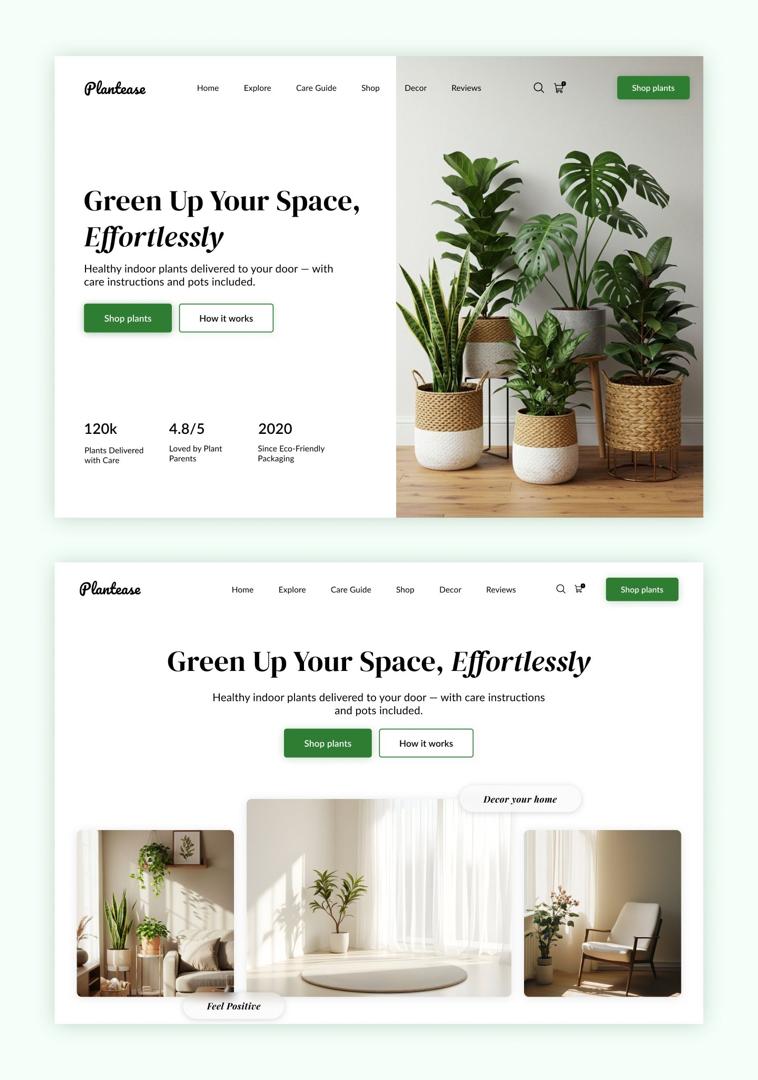 Plantease
Home Explore Care Guide Shop Decor Reviews
Shop plants
Green Up Your Space,
Effortlessly
Healthy indoor plants delivered to your door — with
care instructions and pots included.
Shop plants
How it works
120k
Plants Delivered
with Care
4.8/5
Loved by Plant
Parents
2020
Since Eco-Friendly
Packaging
Plantease
Home Explore Care Guide Shop Decor Reviews
Shop plants
Green Up Your Space, Effortlessly
Healthy indoor plants delivered to your door — with care instructions
and pots included.
Shop plants
How it works
Decor your home
Feel Positive